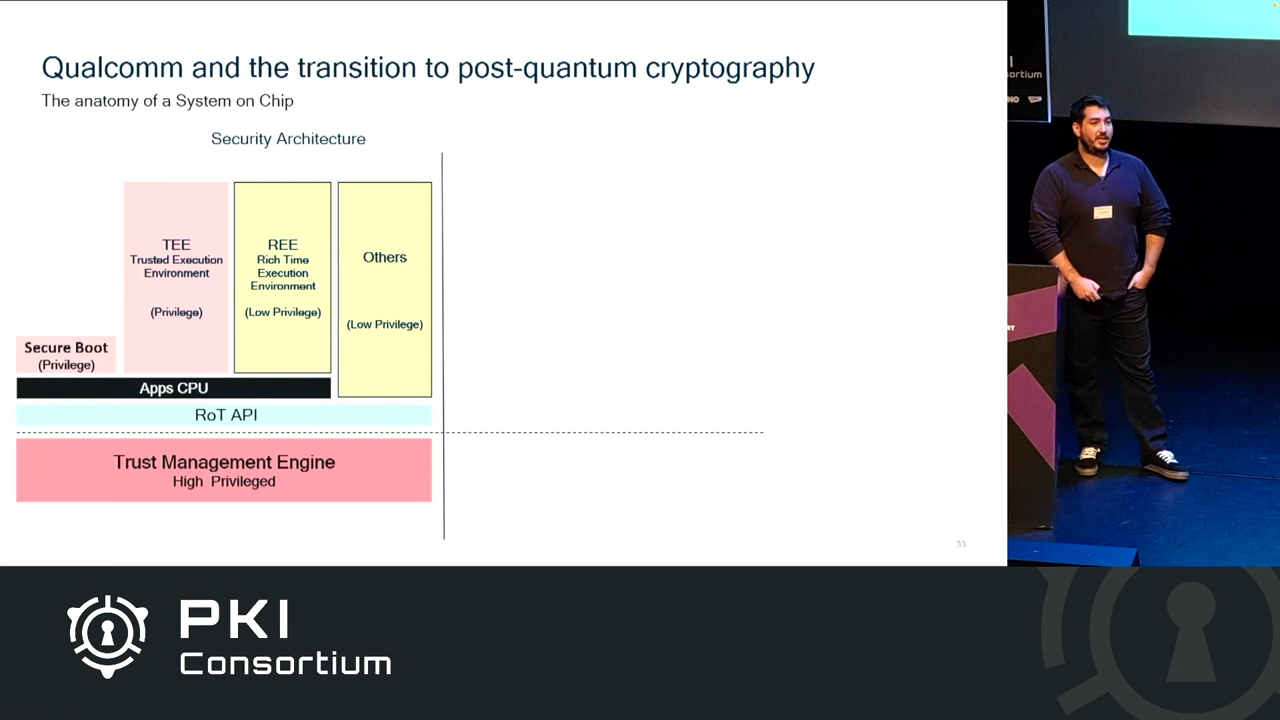 Qualcomm and the transition to post-quantum cryptography
The anatomy of a System on Chip
Security Architecture
TEE
Trusted Execution
Environment
(Privilege)
REE
Rich Time
Execution
Environment
(Low Privilege)
Others
(Low Privilege)
Secure Boot
(Privilege)
Apps CPU
RoT API
Trust Management Engine
High Privileged
33
PKI
Consortium